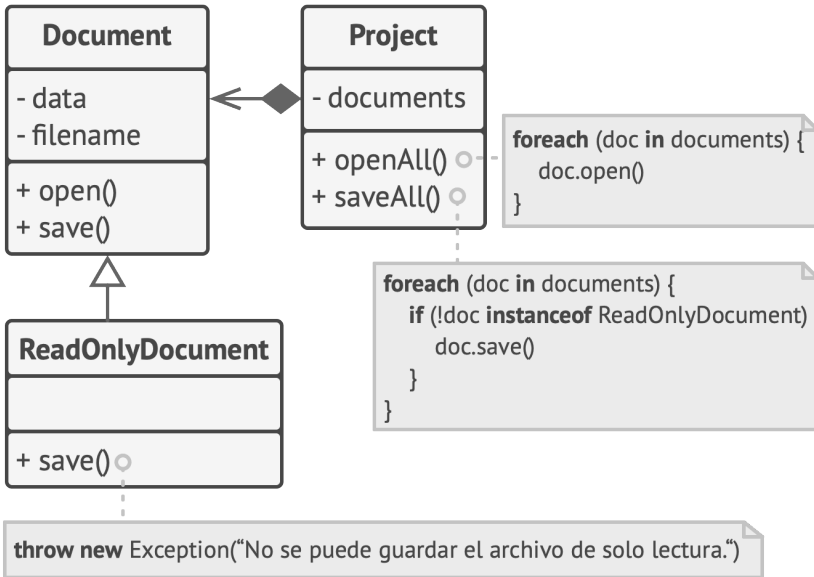 Document
- data
- filename
+ open()
+ save()
Project
- documents
+ openAll()
+ saveAll()
foreach (doc in documents) {
doc.open()
}
foreach (doc in documents) {
if (!doc instanceof ReadOnlyDocument)
doc.save()
}
}
ReadOnlyDocument
+ save()
throw new Exception(“No se puede guardar el archivo de solo lectura.“)